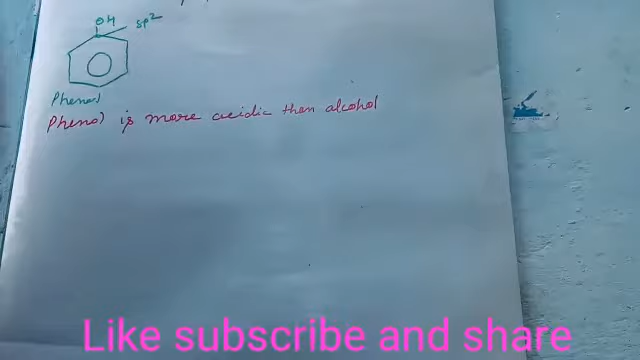 OH
sp²
Phenol
Phenol is more acidic then alcohol
Like subscribe and share